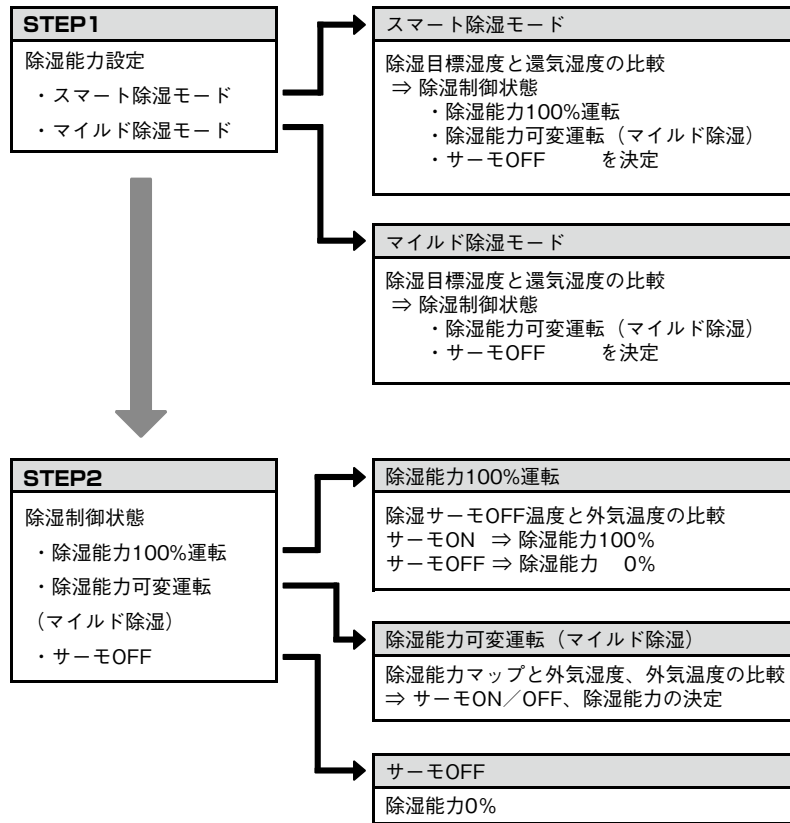 STEP1
除湿能力設定
・スマート除湿モード
・マイルド除湿モード
スマート除湿モード
除湿目標湿度と還気湿度の比較
⇒ 除湿制御状態
・除湿能力100%運転
・除湿能力可変運転（マイルド除湿）
・サーモOFF　　を決定
マイルド除湿モード
除湿目標湿度と還気湿度の比較
⇒ 除湿制御状態
・除湿能力可変運転（マイルド除湿）
・サーモOFF　　を決定
STEP2
除湿制御状態
・除湿能力100%運転
・除湿能力可変運転
（マイルド除湿）
・サーモOFF
除湿能力100%運転
除湿サーモOFF温度と外気温度の比較
サーモON ⇒ 除湿能力100%
サーモOFF ⇒ 除湿能力　0%
除湿能力可変運転（マイルド除湿）
除湿能力マップと外気湿度、外気温度の比較
⇒ サーモON／OFF、除湿能力の決定
サーモOFF
除湿能力0%